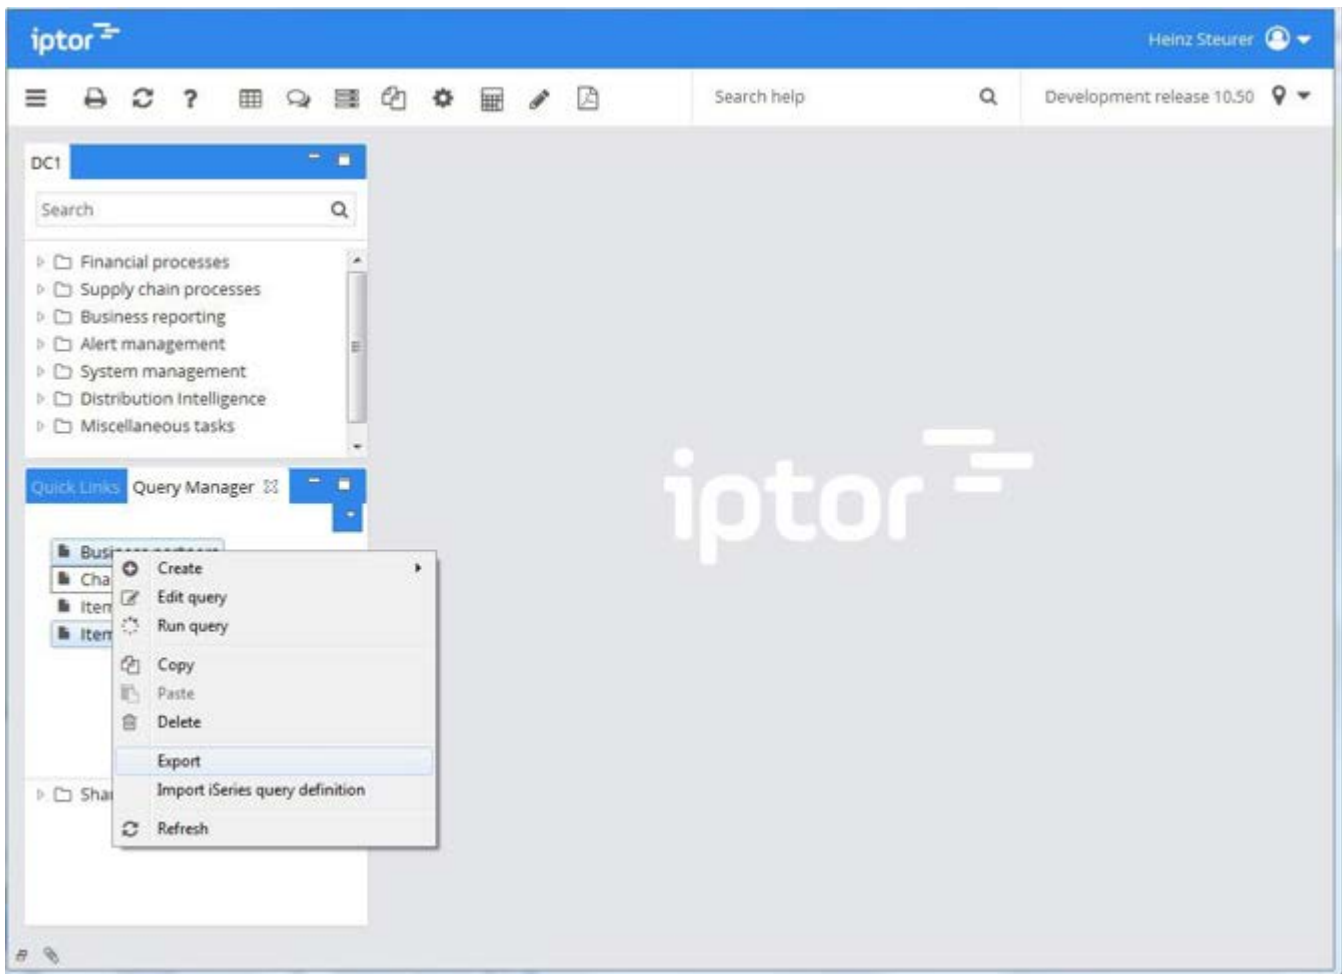 iptor
Heinz Steurer
?
Search help
Development release 10.50
DC1
Search
Financial processes
Supply chain processes
Business reporting
Alert management
System management
Distribution Intelligence
Miscellaneous tasks
Quick Links
Query Manager
iptor
Create
Edit query
Run query
Copy
Paste
Delete
Export
Import iSeries query definition
Refresh